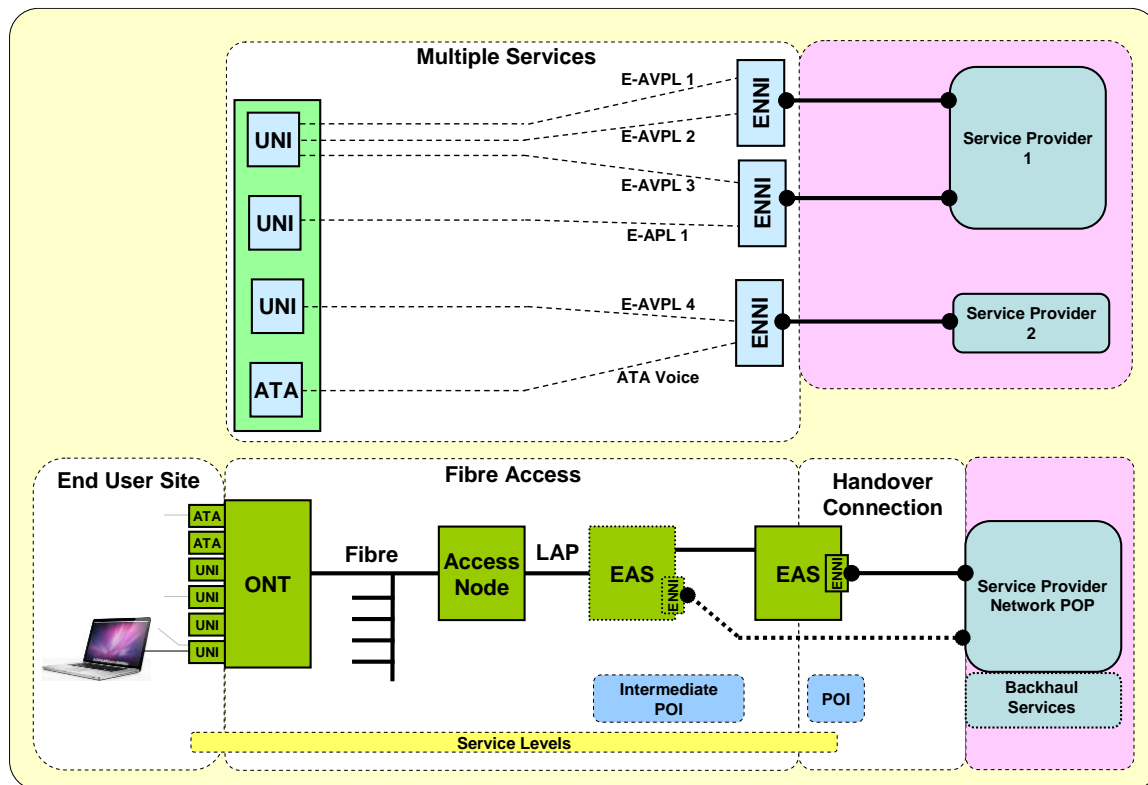 Multiple Services
E-AVPL 1
UNI
ENNI
E-AVPL 2
Service Provider
1
E-AVPL 3
ENNI
UNI
E-APL 1
E-AVPL 4
UNI
ENNI
Service Provider
2
ATA Voice
ATA
End User Site
Fibre Access
Handover
Connection
ATA
ATA
UNI
UNI
UNI
UNI
ONT
Fibre
Access
Node
LAP
EAS
ENNI
EAS
ENNI
Service Provider
Network POP
Intermediate
POI
POI
Backhaul
Services
Service Levels